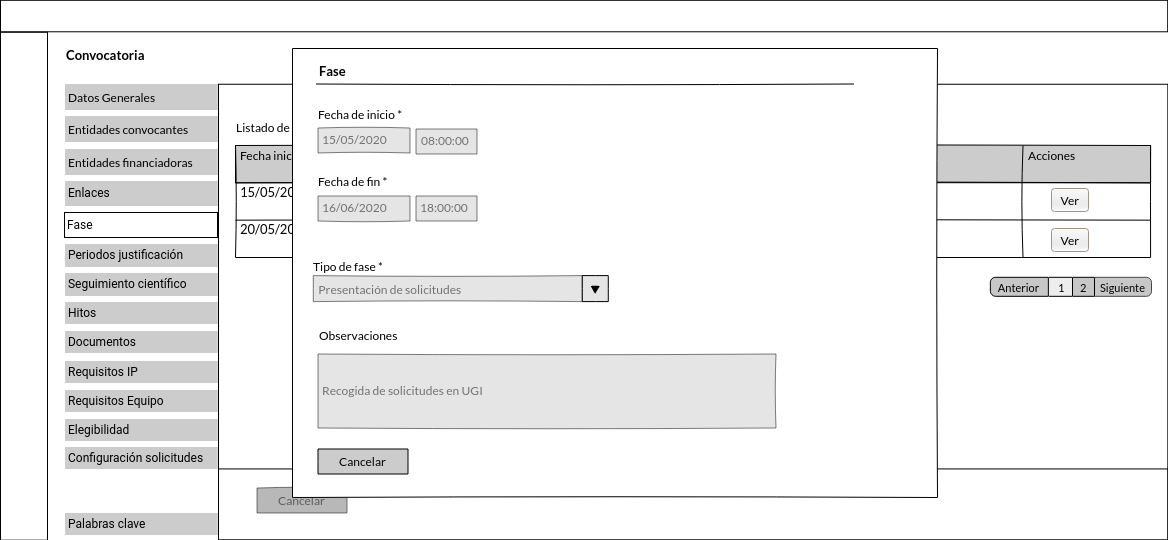 Convocatoria
Datos Generales
Entidades convocantes
Entidades financiadoras
Enlaces
Fase
Periodos justificación
Seguimiento científico
Hitos
Documentos
Requisitos IP
Requisitos Equipo
Elegibilidad
Configuración solicitudes
Palabras clave
Listado de
Fecha inic
Acciones
15/05/20
Ver
20/05/20
Ver
Anterior 1 2 Siguiente
Cancelar
Fase
Fecha de inicio *
15/05/2020 08:00:00
Fecha de fin *
16/06/2020 18:00:00
Tipo de fase *
Presentación de solicitudes
Observaciones
Recogida de solicitudes en UGI
Cancelar